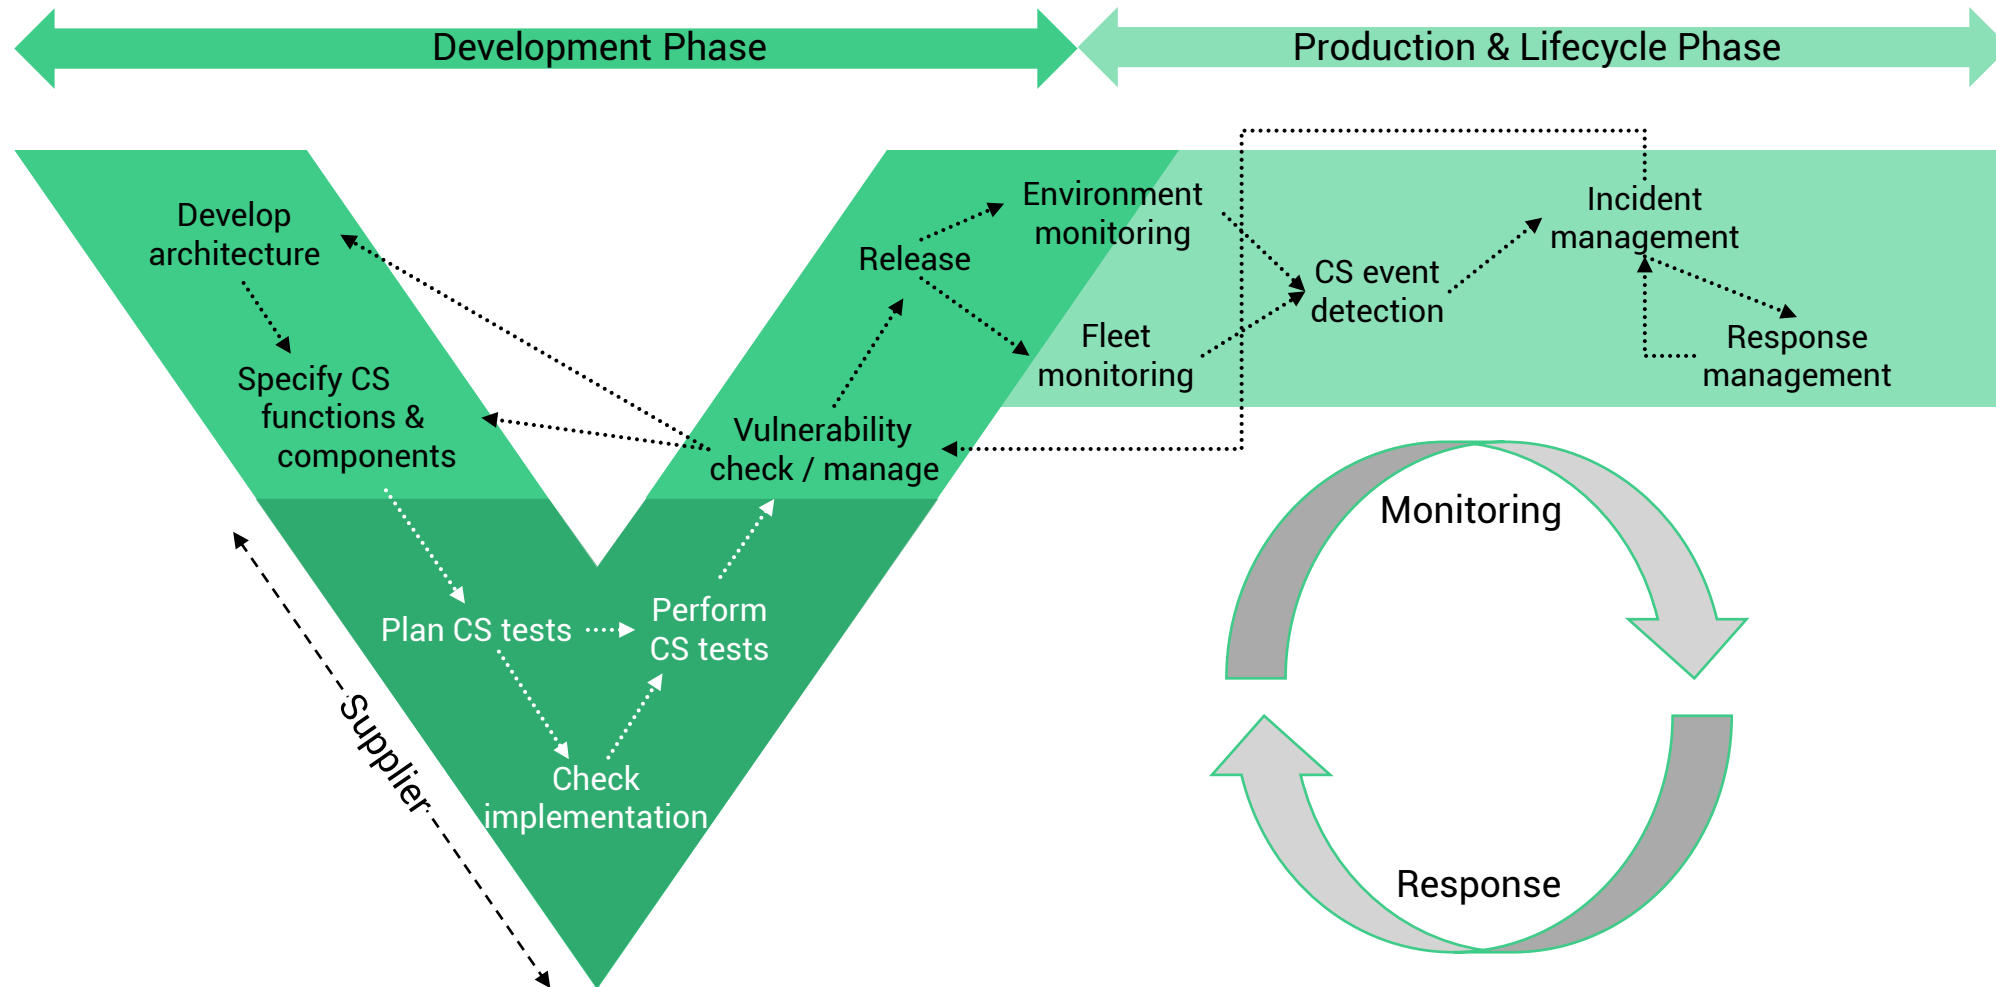 Development Phase
Production & Lifecycle Phase
Develop
architecture
Specify CS
functions &
components
Plan CS tests
Check
implementation
Perform
CS tests
Vulnerability
check / manage
Release
Environment
monitoring
Fleet
monitoring
CS event
detection
Incident
management
Response
management
Supplier
Monitoring
Response